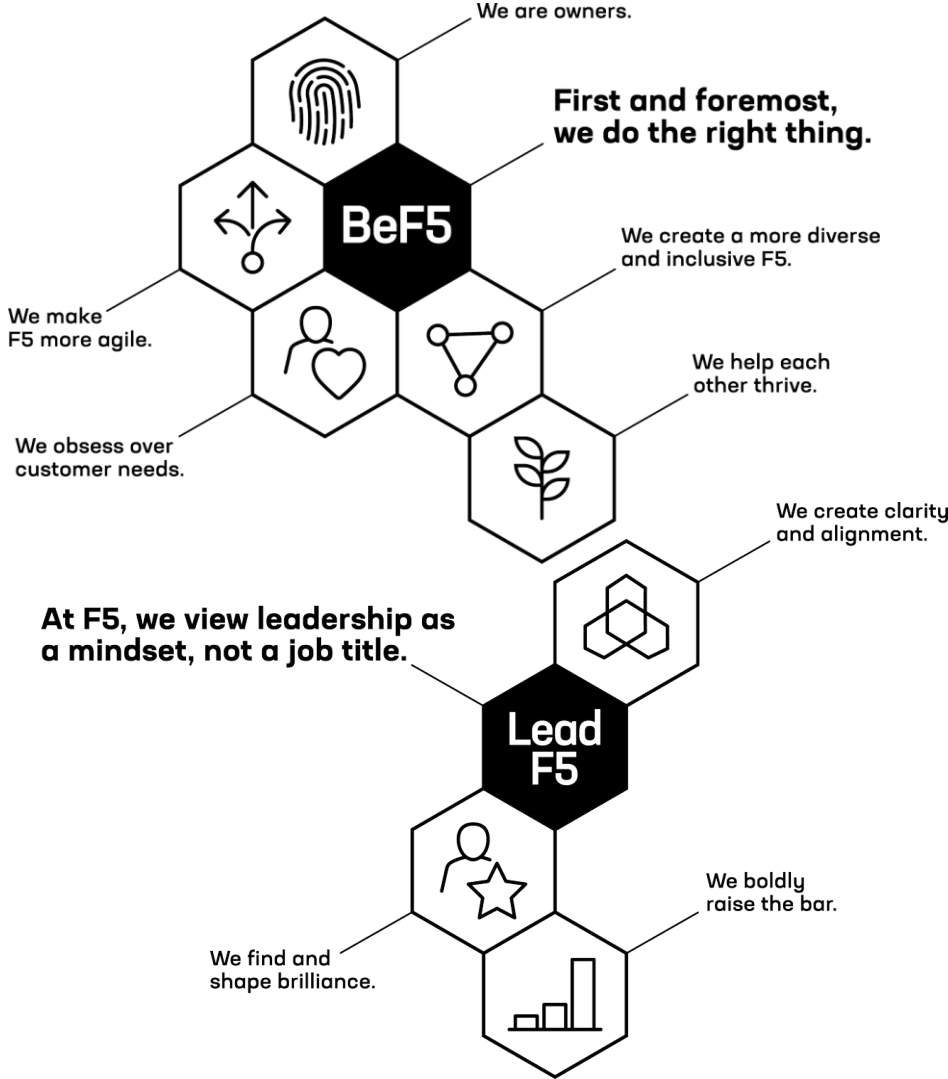 We are owners.
First and foremost,
we do the right thing.
BeF5
We create a more diverse
and inclusive F5.
We make
F5 more agile.
We help each
other thrive.
We obsess over
customer needs.
We create clarity
and alignment.
At F5, we view leadership as
a mindset, not a job title.
Lead
F5
We boldly
raise the bar.
We find and
shape brilliance.